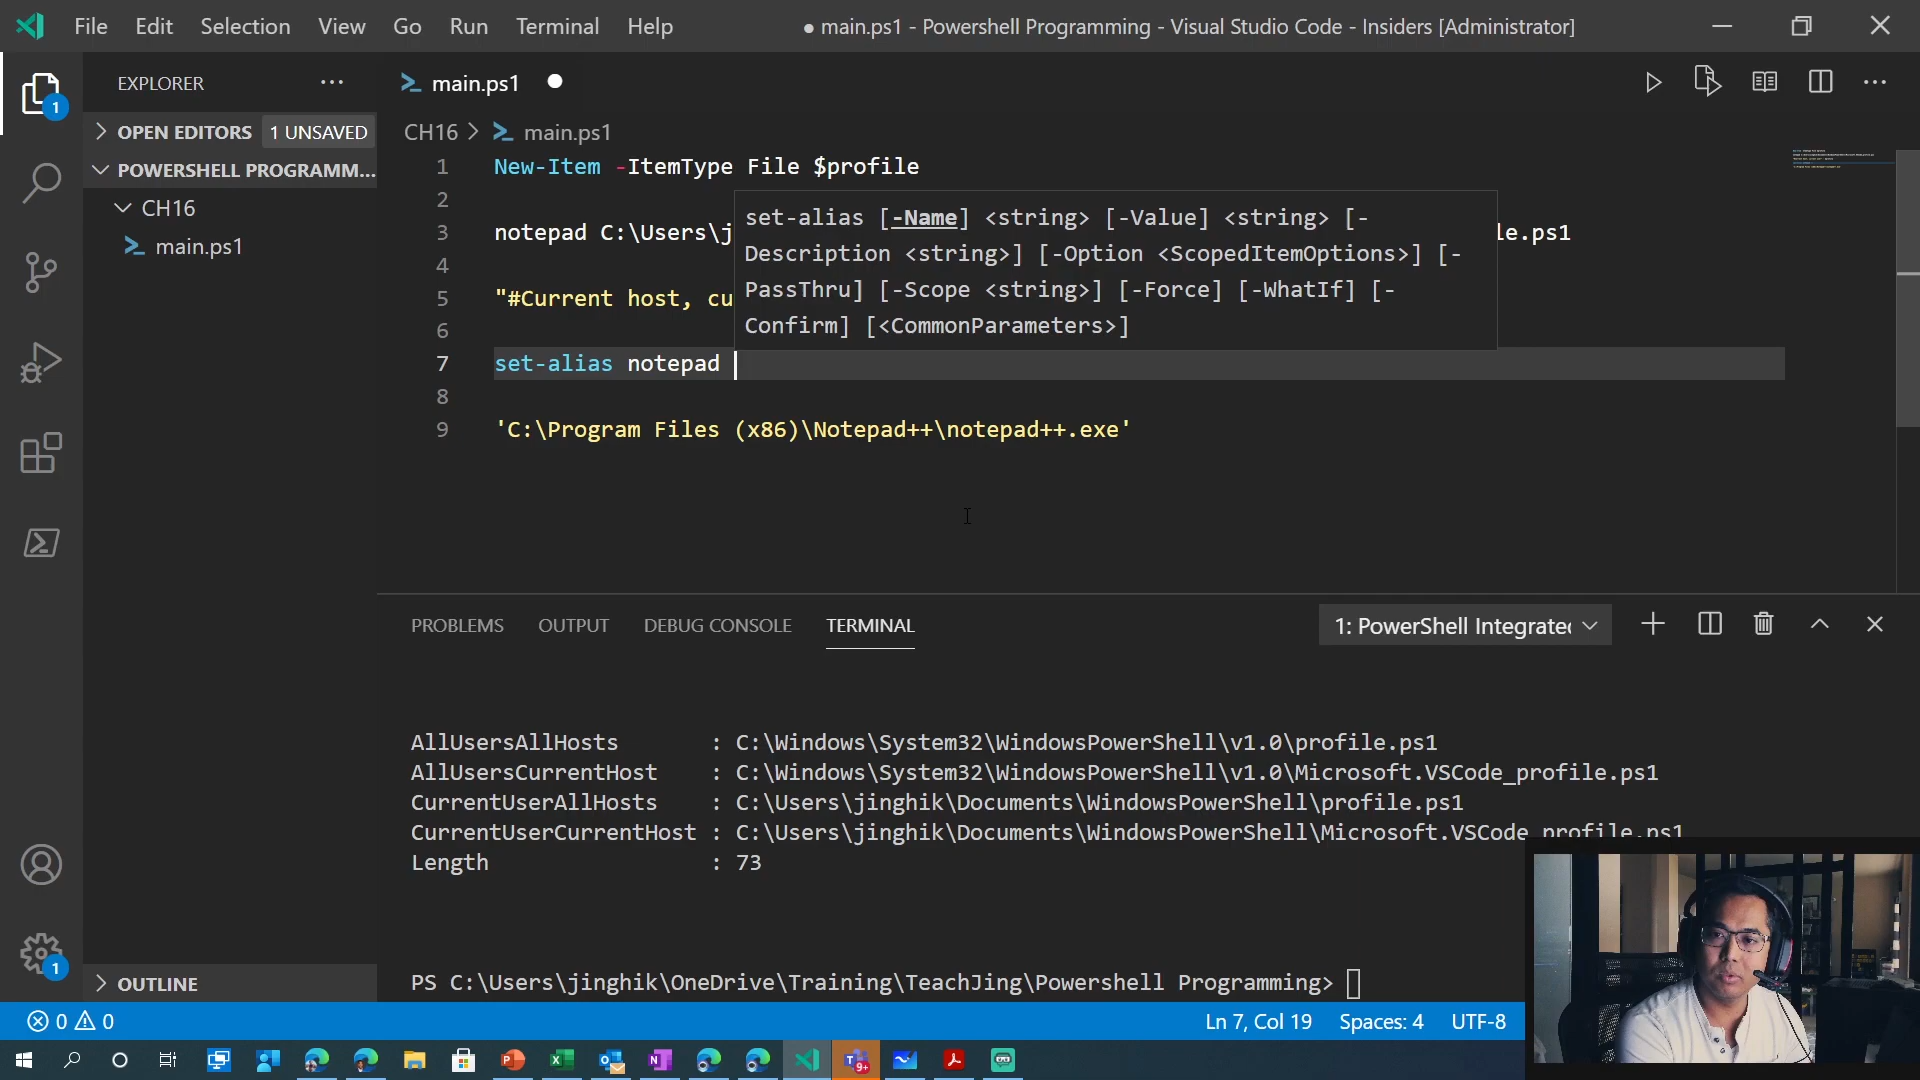 File Edit Selection View Go Run Terminal Help ● main.ps1 - Powershell Programming - Visual Studio Code - Insiders [Administrator]
EXPLORER ···
main.ps1 ●
1
OPEN EDITORS 1 UNSAVED
CH16 > main.ps1
POWERSHELL PROGRAMM...
CH16
main.ps1
1 New-Item -ItemType File $profile
2
3 notepad C:\Users\j le.ps1
4
5 "#Current host, cu
6
7 set-alias notepad
8
9 'C:\Program Files (x86)\Notepad++\notepad++.exe'
set-alias [-Name] <string> [-Value] <string> [-
Description <string>] [-Option <ScopedItemOptions>] [-
PassThru] [-Scope <string>] [-Force] [-WhatIf] [-
Confirm] [<CommonParameters>]
PROBLEMS OUTPUT DEBUG CONSOLE TERMINAL 1: PowerShell Integrated
AllUsersAllHosts : C:\Windows\System32\WindowsPowerShell\v1.0\profile.ps1
AllUsersCurrentHost : C:\Windows\System32\WindowsPowerShell\v1.0\Microsoft.VSCode_profile.ps1
CurrentUserAllHosts : C:\Users\jinghik\Documents\WindowsPowerShell\profile.ps1
CurrentUserCurrentHost : C:\Users\jinghik\Documents\WindowsPowerShell\Microsoft.VSCode_profile.ps1
Length : 73
PS C:\Users\jinghik\OneDrive\Training\TeachJing\Powershell Programming>
1
OUTLINE
0 0 Ln 7, Col 19 Spaces: 4 UTF-8
9+